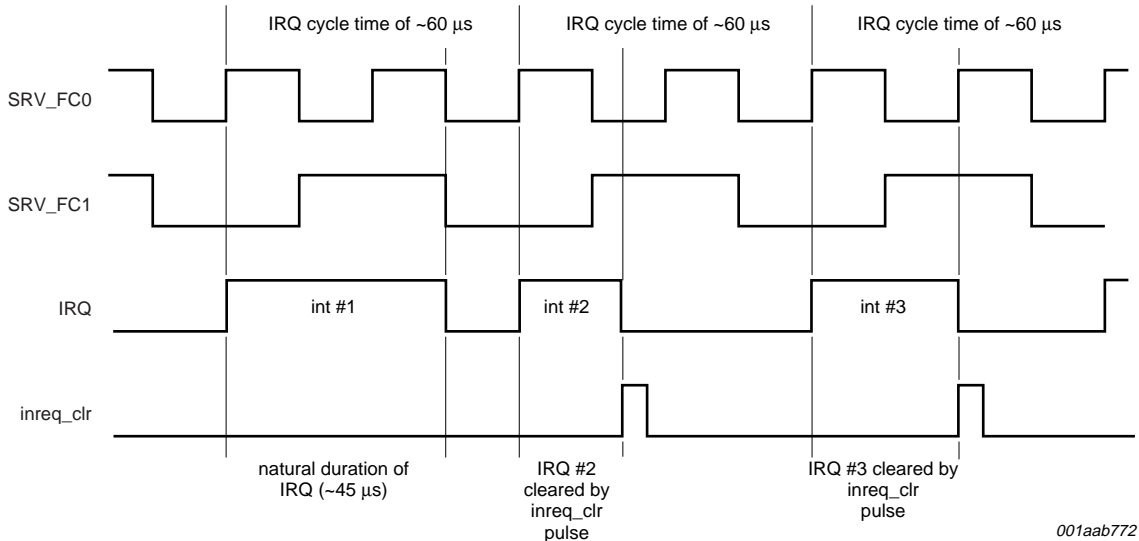 IRQ cycle time of ~60 μs IRQ cycle time of ~60 μs IRQ cycle time of ~60 μs
SRV_FC0
SRV_FC1
IRQ int #1 int #2 int #3
inreq_clr
natural duration of
IRQ (~45 μs)
IRQ #2
cleared by
inreq_clr
pulse
IRQ #3 cleared by
inreq_clr
pulse
001aab772